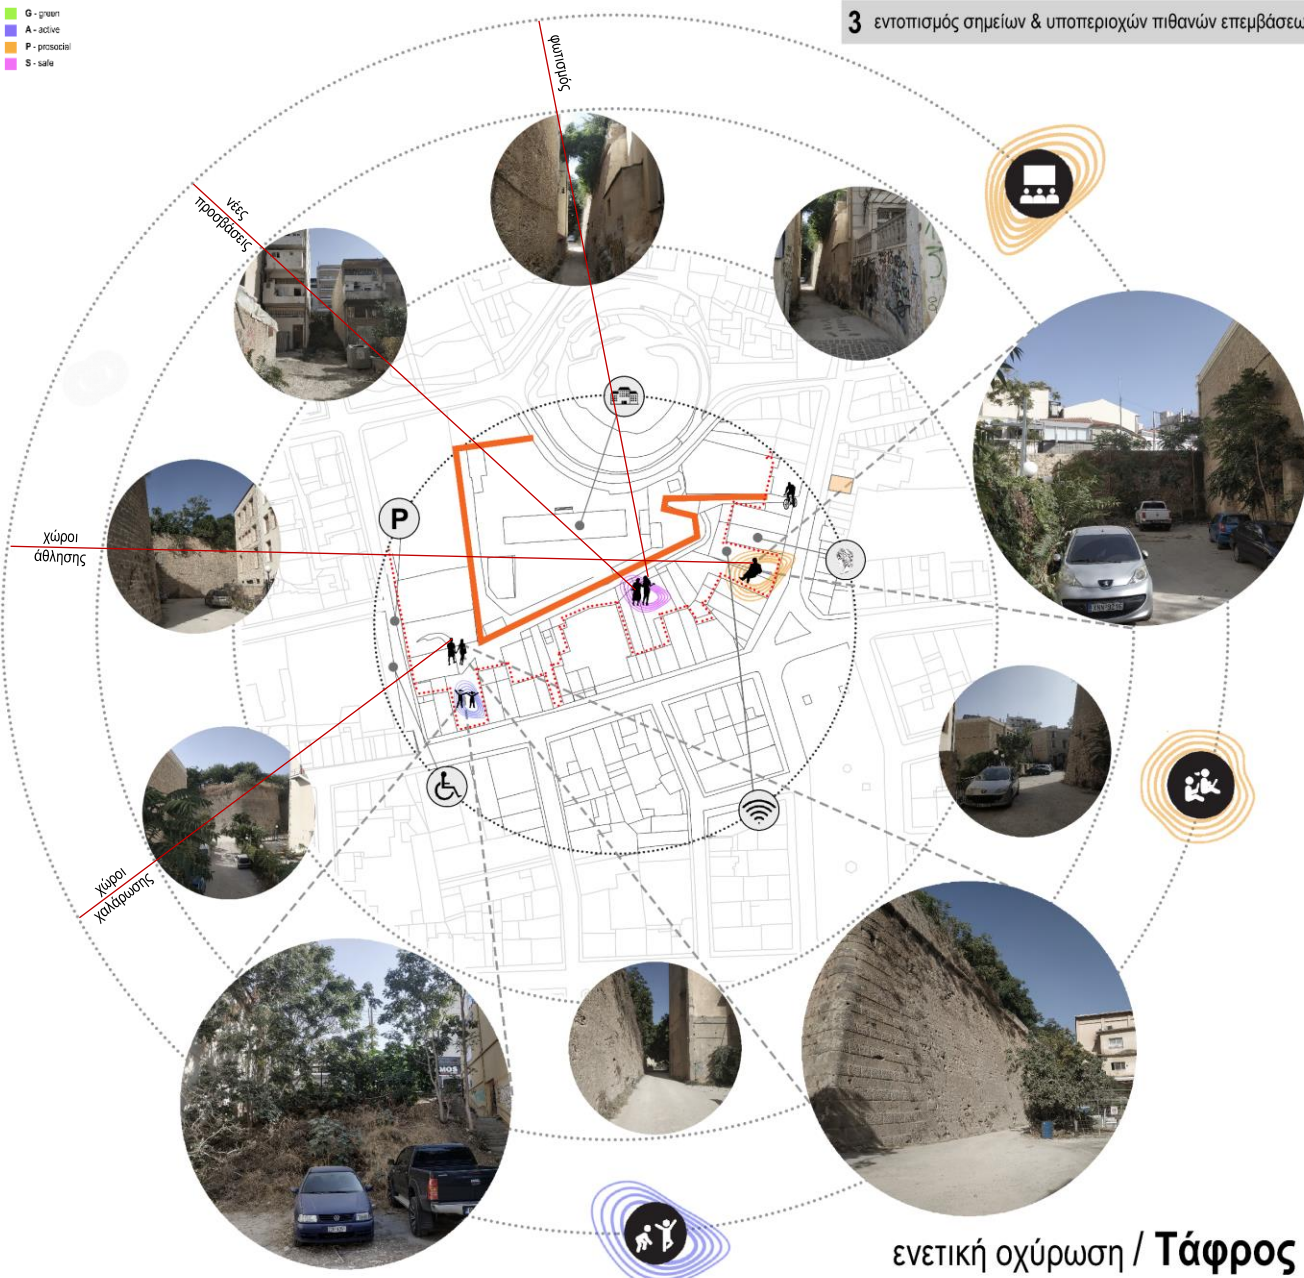 G - green
A - active
P - prosocial
S - safe
3 εντοπισμός σημείων & υποπεριοχών πιθανών επεμβάσεω
φωτισμός
νέες
προσβάσεις
P
χώροι
άθλησης
χώροι
χαλάρωσης
MOS
ενετική οχύρωση / Τάφρος